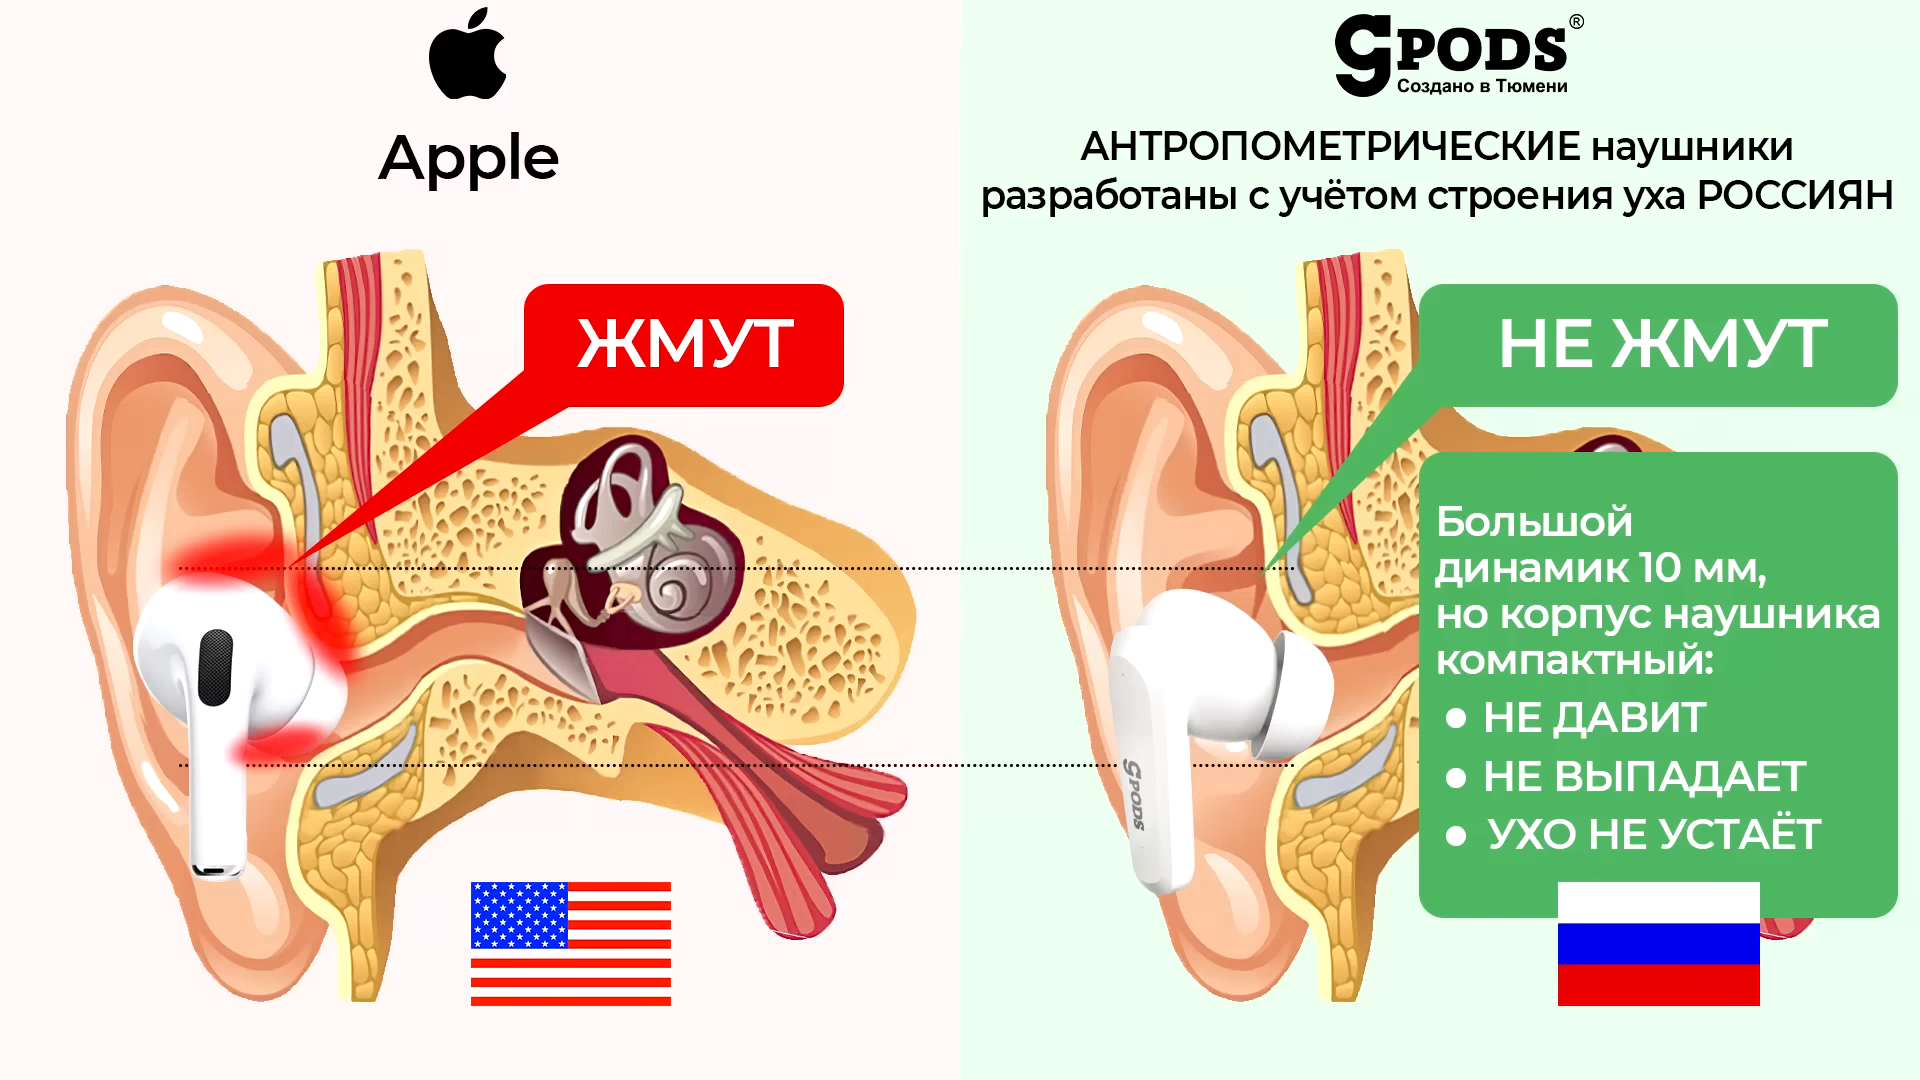 Apple
ЖМУТ
gPODS®
Создано в Тюмени
АНТРОПОМЕТРИЧЕСКИЕ наушники
разработаны с учётом строения уха РОССИЯН
НЕ ЖМУТ
Большой
динамик 10 мм,
но корпус наушника
компактный:
● НЕ ДАВИТ
● НЕ ВЫПАДАЕТ
● УХО НЕ УСТАЁТ
gPODS